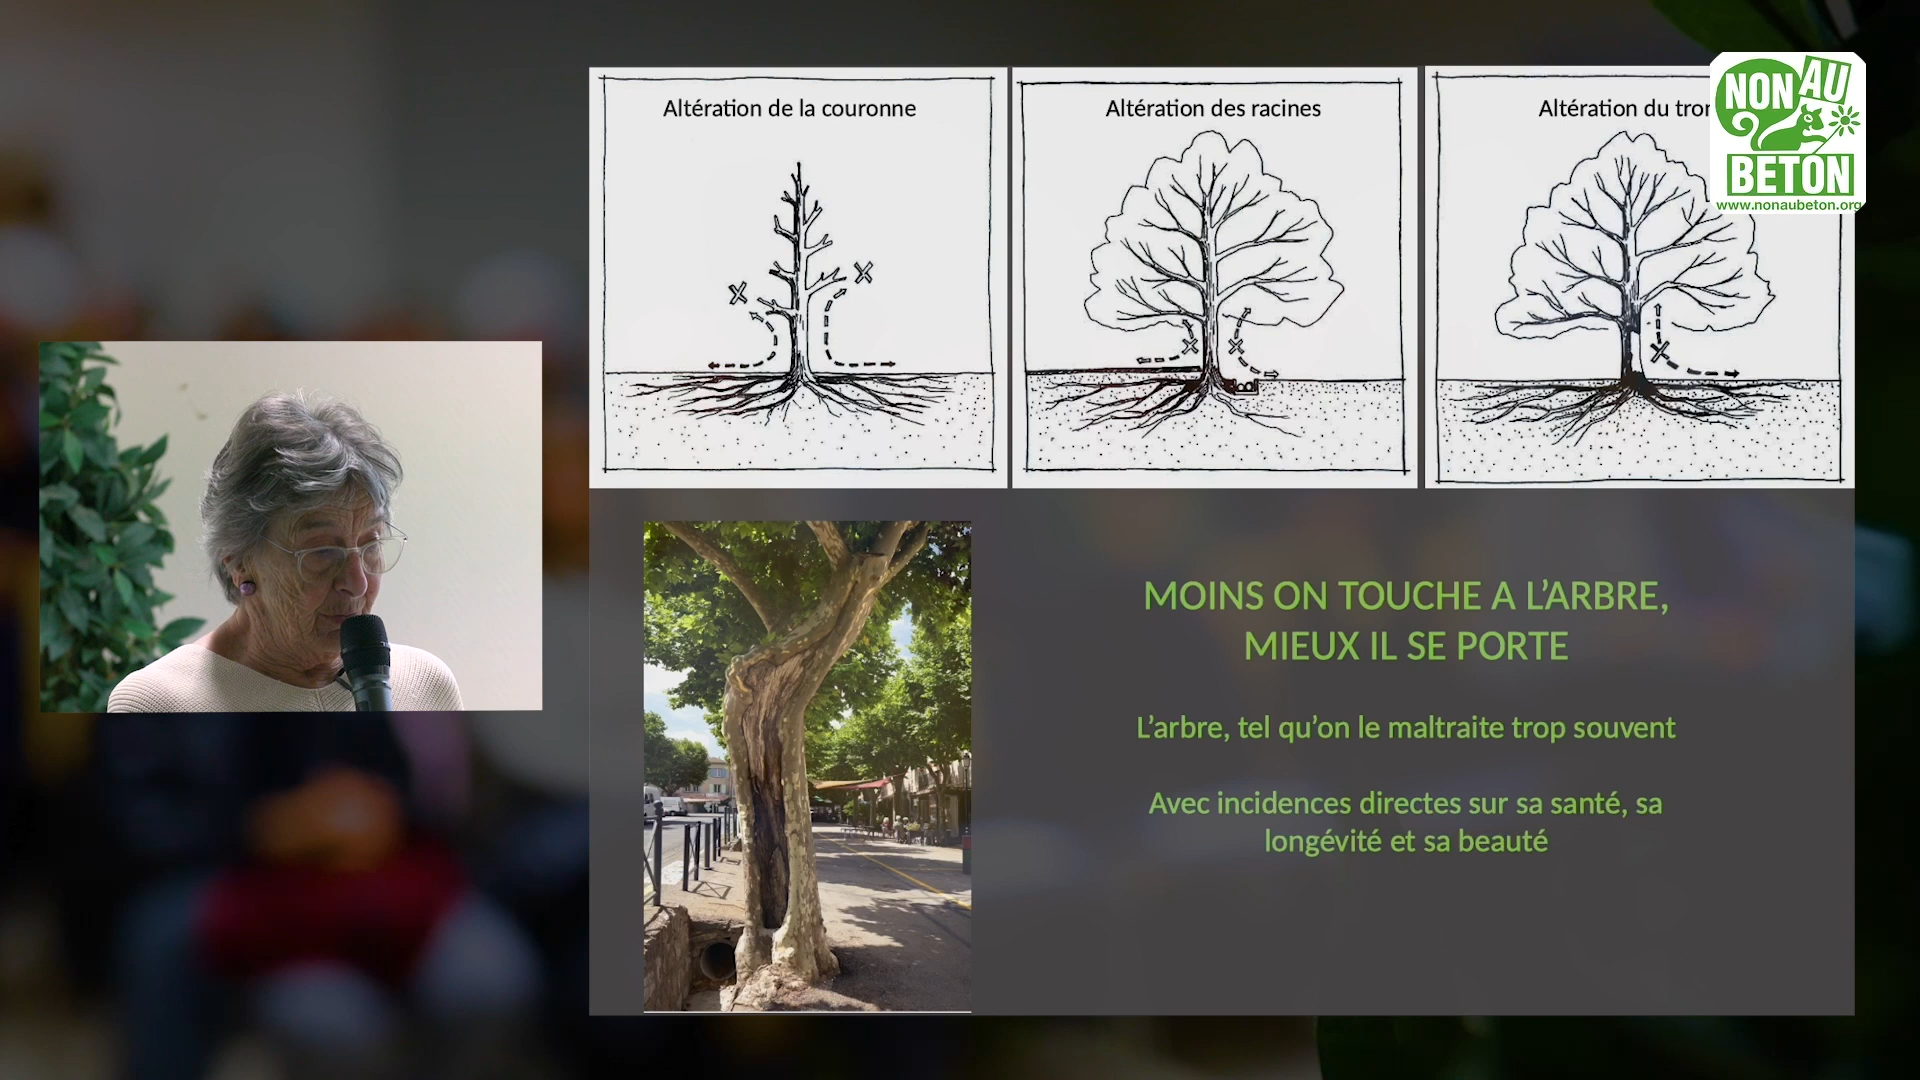 Altération de la couronne
Altération des racines
Altération du
NON AU
BETON
www.nonaubeton.org
MOINS ON TOUCHE A L’ARBRE,
MIEUX IL SE PORTE
L’arbre, tel qu’on le maltraite trop souvent
Avec incidences directes sur sa santé, sa
longévité et sa beauté